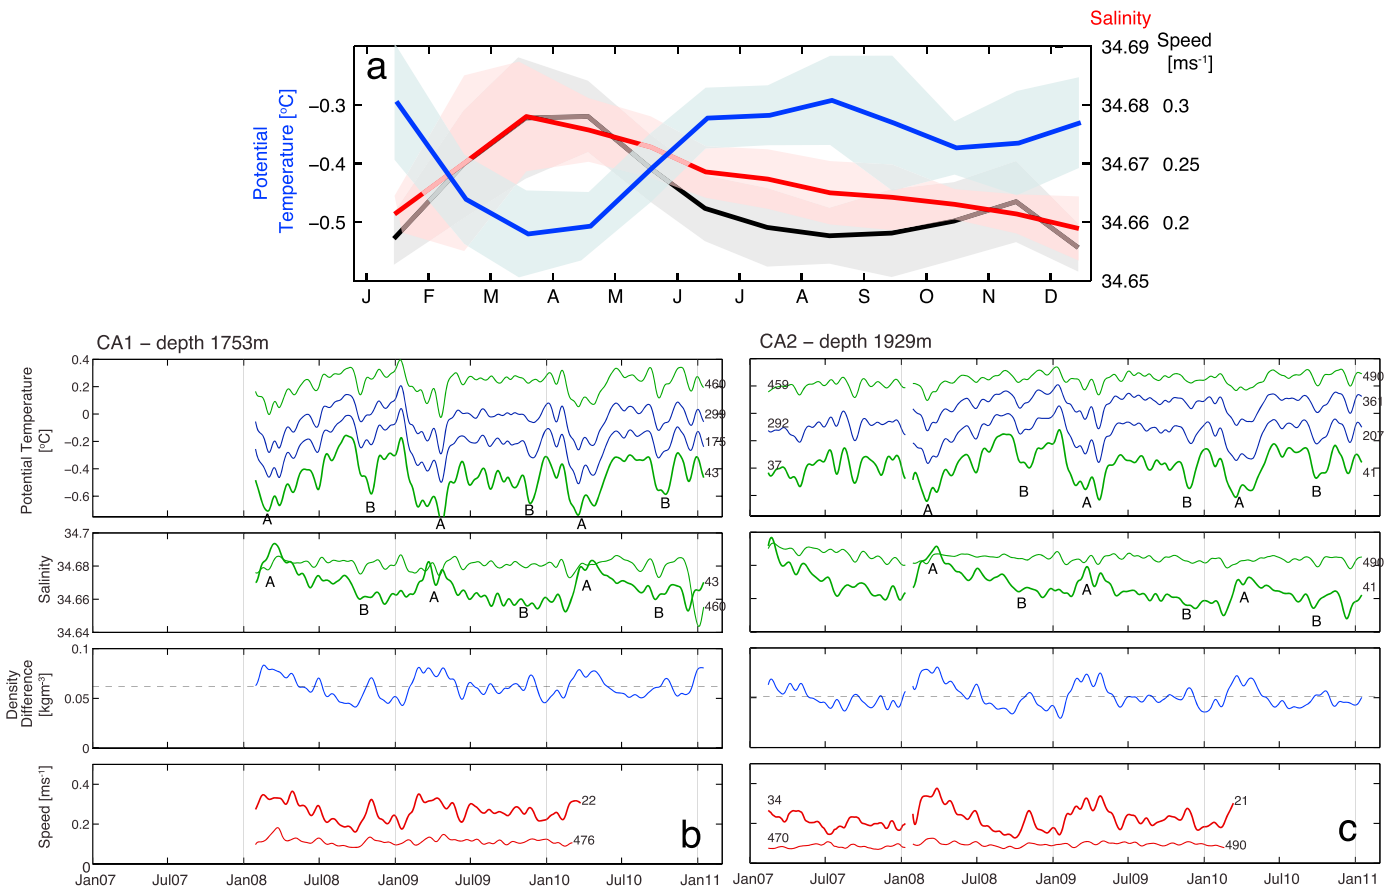 Salinity
34.69 Speed
[ms-1]
a
Potential
Temperature [oC]
−0.3
−0.4
−0.5
34.68 0.3
34.67 0.25
34.66 0.2
34.65
J F M A M J J A S O N D
CA1 − depth 1753m
Potential Temperature
[oC]
0.4
0.2
0
−0.2
−0.4
−0.6
460
299
175
43
A B A B A B
Salinity
34.7
34.68
34.66
34.64
43
460
A B A B A B
Density
Difference
[kgm-3]
0.1
0.05
0
Speed [ms-1]
0.4
0.2
0
22
476
b
Jan07 Jul07 Jan08 Jul08 Jan09 Jul09 Jan10 Jul10 Jan11
CA2 − depth 1929m
459
292
37
490
361
207
41
A B A B A B
490
41
A B A B A B
34
470
21
490
c
Jan07 Jul07 Jan08 Jul08 Jan09 Jul09 Jan10 Jul10 Jan11